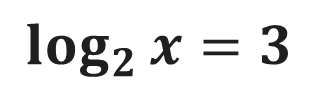 log₂ x = 3